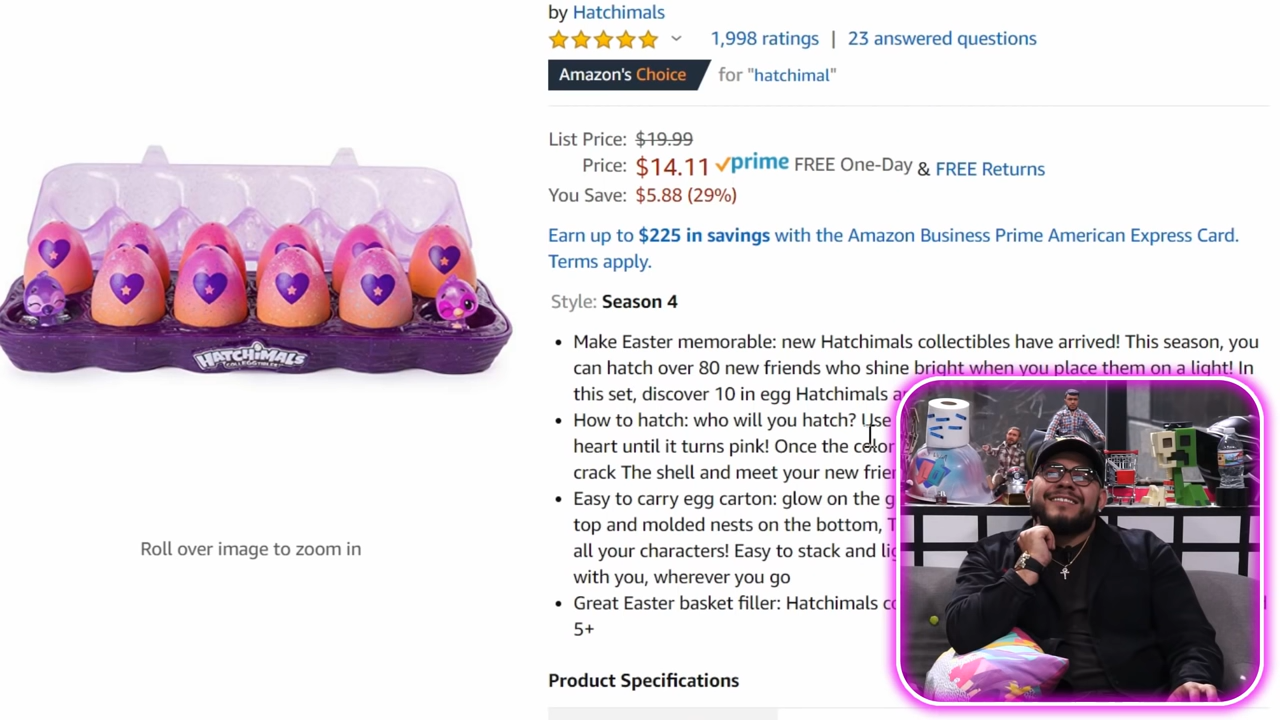 by Hatchimals
1,998 ratings | 23 answered questions
Amazon's Choice for "hatchimal"
List Price: $19.99
Price: $14.11 prime FREE One-Day & FREE Returns
You Save: $5.88 (29%)
Earn up to $225 in savings with the Amazon Business Prime American Express Card.
Terms apply.
Style: Season 4
HATCHIMALS
COLLEGGTIBLES
Roll over image to zoom in
• Make Easter memorable: new Hatchimals collectibles have arrived! This season, you
can hatch over 80 new friends who shine bright when you place them on a light! In
this set, discover 10 in egg Hatchimals
• How to hatch: who will you hatch? Use
heart until it turns pink! Once the color
crack The shell and meet your new
• Easy to carry egg carton: glow on the
top and molded nests on the bottom,
all your characters! Easy to stack and
with you, wherever you go
• Great Easter basket filler: Hatchimals
5+
Product Specifications